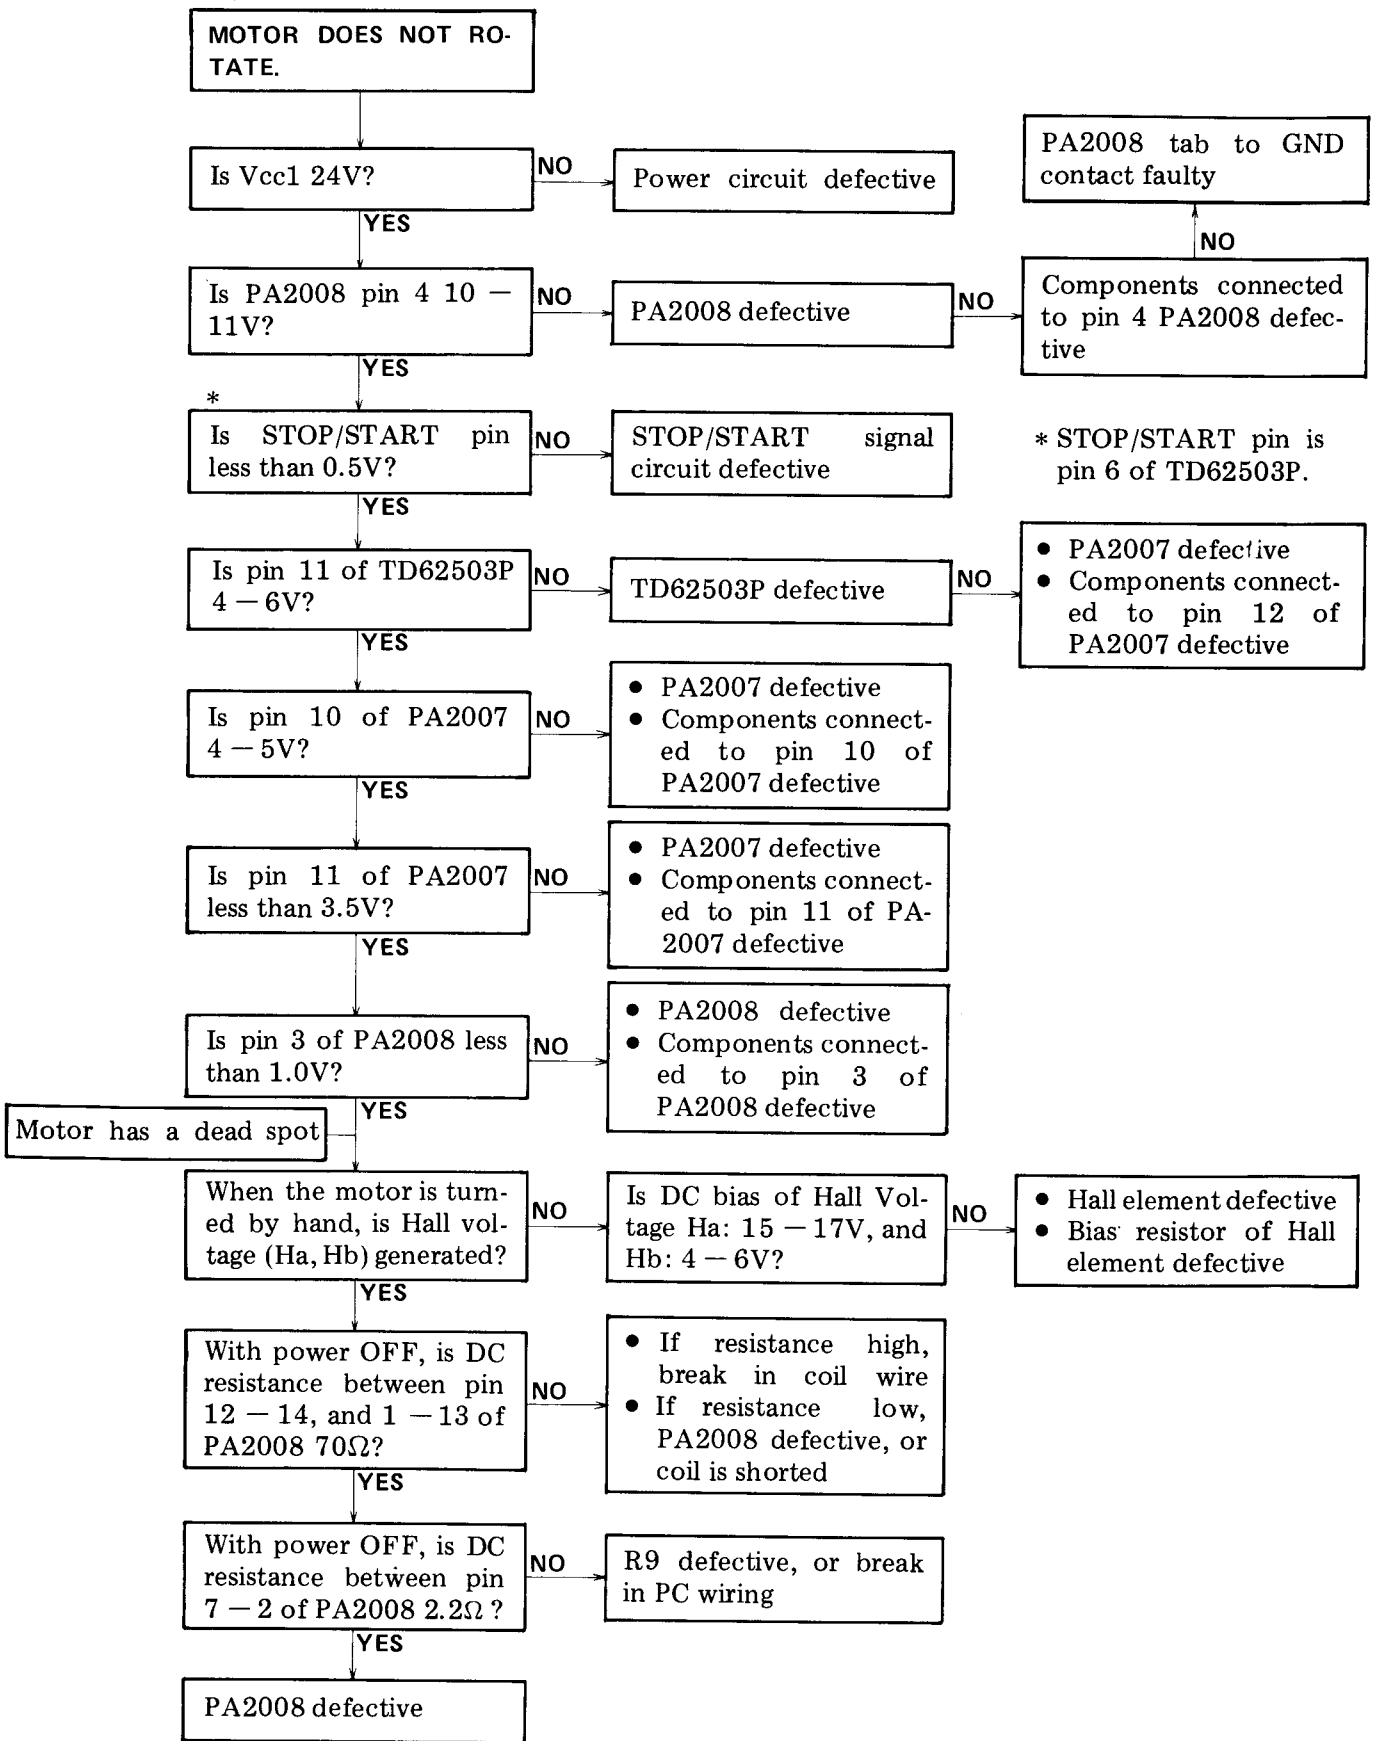 MOTOR DOES NOT RO-
TATE.
Is Vcc1 24V?
NO
Power circuit defective
PA2008 tab to GND
contact faulty
YES
NO
Is PA2008 pin 4 10 —
11V?
NO
PA2008 defective
NO
Components connected
to pin 4 PA2008 defec-
tive
YES
*
Is STOP/START pin
less than 0.5V?
NO
STOP/START signal
circuit defective
* STOP/START pin is
pin 6 of TD62503P.
YES
Is pin 11 of TD62503P
4 — 6V?
NO
TD62503P defective
NO
● PA2007 defective
● Components connect-
ed to pin 12 of
PA2007 defective
YES
Is pin 10 of PA2007
4 — 5V?
NO
● PA2007 defective
● Components connect-
ed to pin 10 of
PA2007 defective
YES
Is pin 11 of PA2007
less than 3.5V?
NO
● PA2007 defective
● Components connect-
ed to pin 11 of PA-
2007 defective
YES
Is pin 3 of PA2008 less
than 1.0V?
NO
● PA2008 defective
● Components connect-
ed to pin 3 of
PA2008 defective
YES
Motor has a dead spot
When the motor is turn-
ed by hand, is Hall vol-
tage (Ha, Hb) generated?
NO
Is DC bias of Hall Vol-
tage Ha: 15 — 17V, and
Hb: 4 — 6V?
NO
● Hall element defective
● Bias resistor of Hall
element defective
YES
With power OFF, is DC
resistance between pin
12 — 14, and 1 — 13 of
PA2008 70Ω?
NO
● If resistance high,
break in coil wire
● If resistance low,
PA2008 defective, or
coil is shorted
YES
With power OFF, is DC
resistance between pin
7 — 2 of PA2008 2.2Ω ?
NO
R9 defective, or break
in PC wiring
YES
PA2008 defective